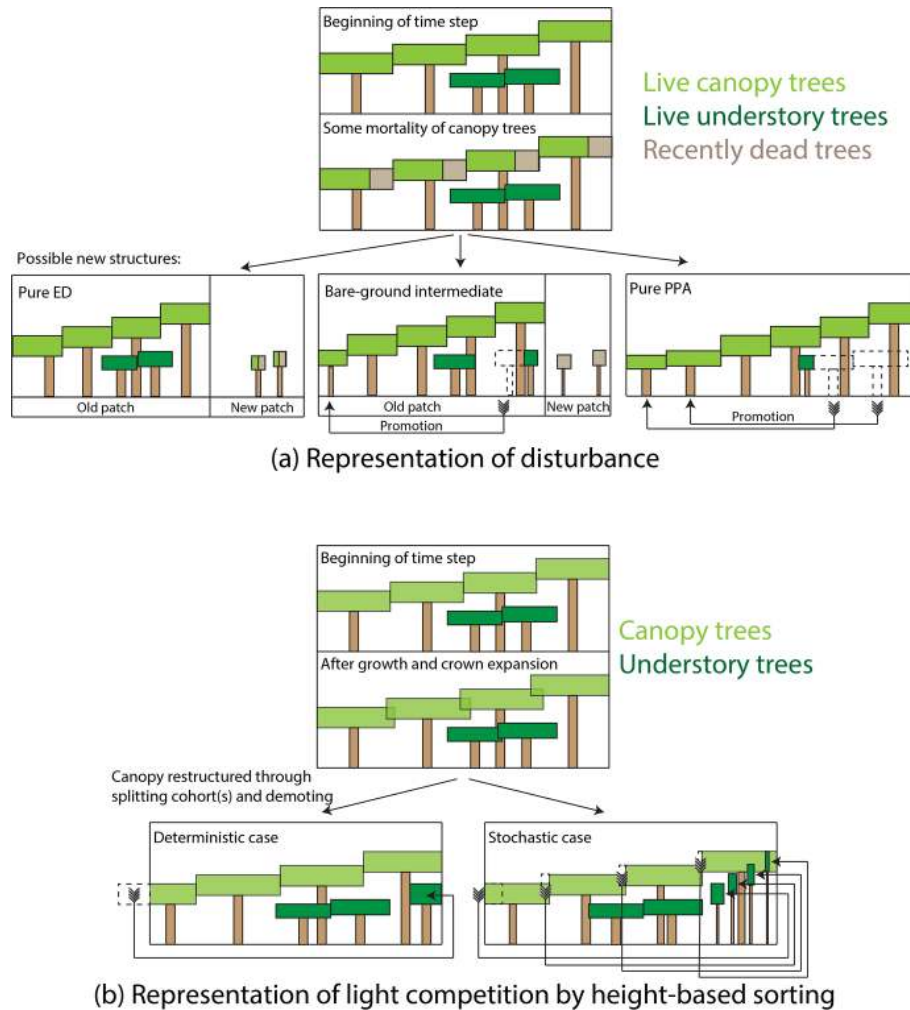 Beginning of time step
Live canopy trees
Live understory trees
Recently dead trees
Some mortality of canopy trees
Possible new structures:
Pure ED
Bare-ground intermediate
Pure PPA
Old patch
New patch
Old patch
New patch
Promotion
Promotion
(a) Representation of disturbance
Beginning of time step
Canopy trees
Understory trees
After growth and crown expansion
Canopy restructured through
splitting cohort(s) and demoting
Deterministic case
Stochastic case
(b) Representation of light competition by height-based sorting